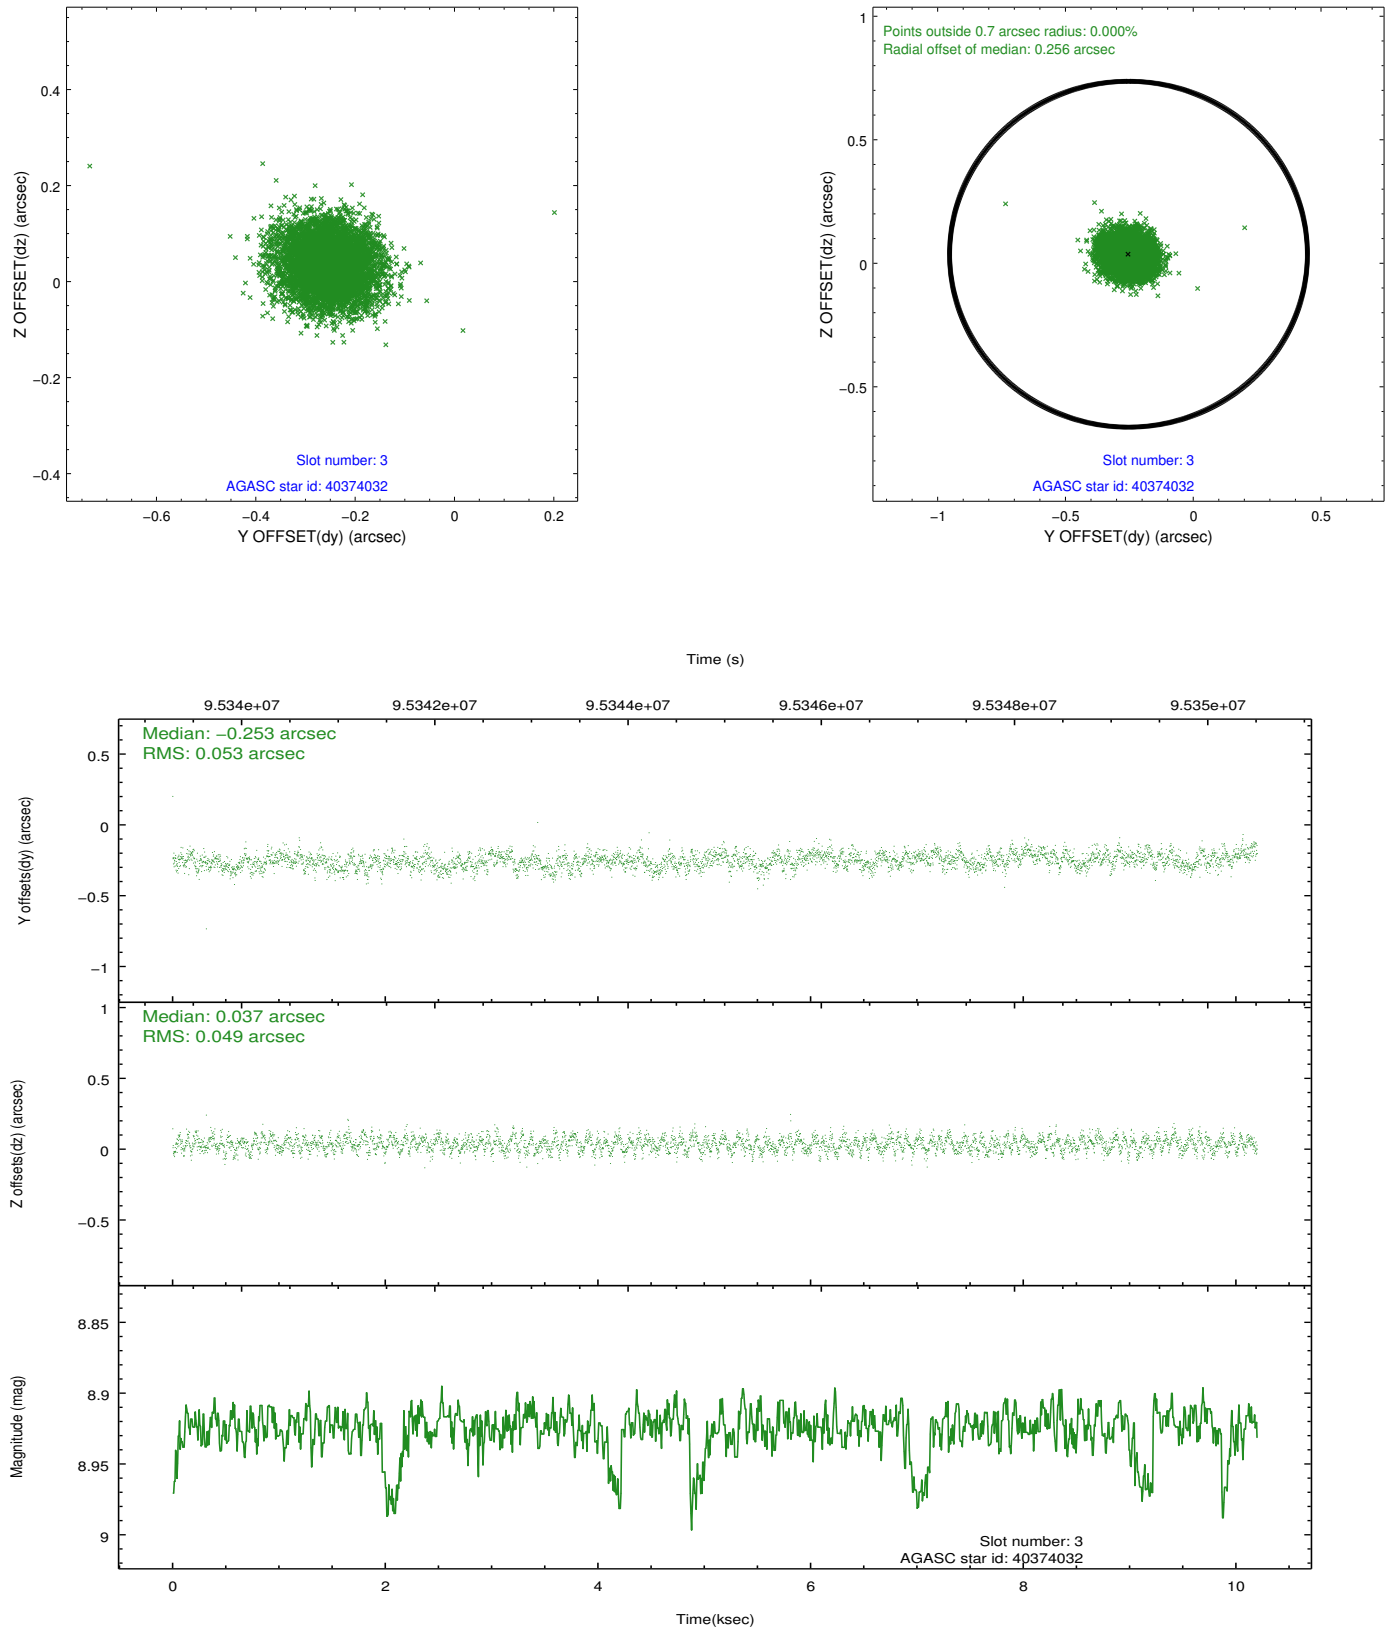 0.4
0.2
0
−0.2
−0.4
Z OFFSET(dz) (arcsec)
−0.6
−0.4
−0.2
0
0.2
Y OFFSET(dy) (arcsec)
Slot number: 3
AGASC star id: 40374032
Points outside 0.7 arcsec radius: 0.000%
Radial offset of median: 0.256 arcsec
1
0.5
0
−0.5
Z OFFSET(dz) (arcsec)
−1
−0.5
0
0.5
Y OFFSET(dy) (arcsec)
Slot number: 3
AGASC star id: 40374032
Time (s)
9.534e+07
9.5342e+07
9.5344e+07
9.5346e+07
9.5348e+07
9.535e+07
Median: −0.253 arcsec
RMS: 0.053 arcsec
0.5
0
−0.5
−1
Y offsets(dy) (arcsec)
Median: 0.037 arcsec
RMS: 0.049 arcsec
1
0.5
0
−0.5
Z offsets(dz) (arcsec)
8.85
8.9
8.95
9
Magnitude (mag)
Slot number: 3
AGASC star id: 40374032
0
2
4
6
8
10
Time(ksec)